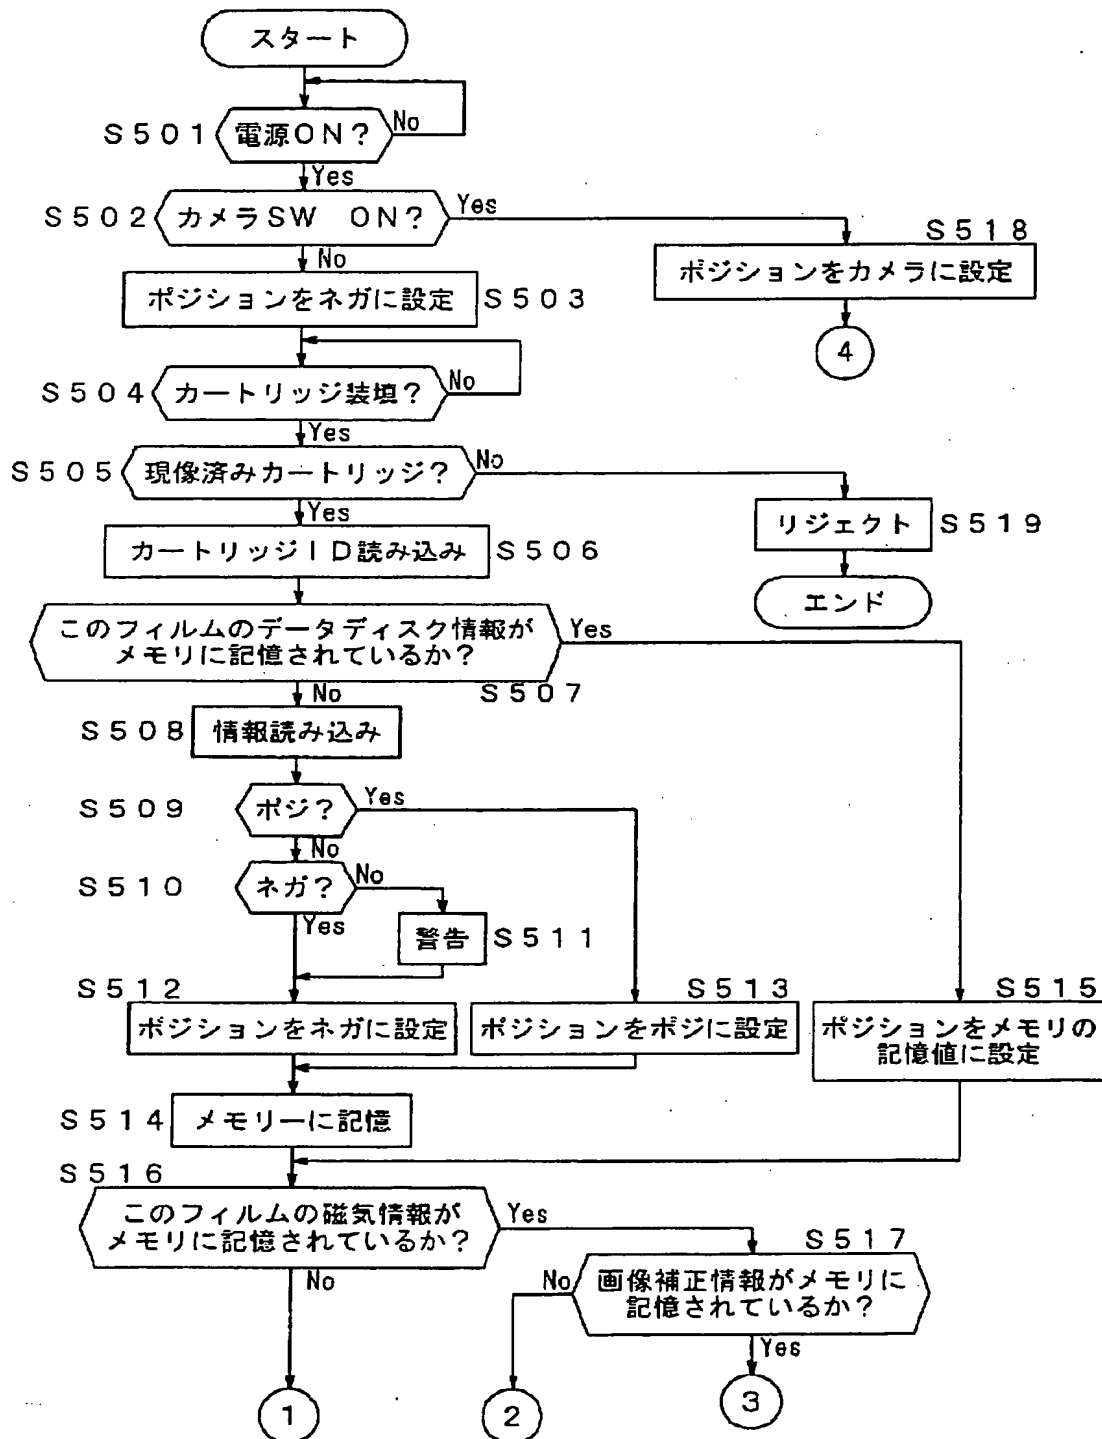 スタート
S501 電源ON? No
Yes
S502 カメラSW ON? Yes
S518
No
ポジションをカメラに設定
ポジションをネガに設定 S503
4
S504 カートリッジ装填? No
Yes
S505 現像済みカートリッジ? No
Yes
リジェクト S519
カートリッジID読み込み S506
エンド
このフィルムのデータディスク情報が
メモリに記憶されているか?
Yes
S507
No
S508 情報読み込み
S509 ポジ? Yes
No
S510 ネガ? No
Yes
警告 S511
S512
S513
S515
ポジションをネガに設定
ポジションをポジに設定
ポジションをメモリの
記憶値に設定
S514 メモリーに記憶
S516
このフィルムの磁気情報が
メモリに記憶されているか?
Yes
S517
No
No
画像補正情報がメモリに
記憶されているか?
Yes
1
2
3